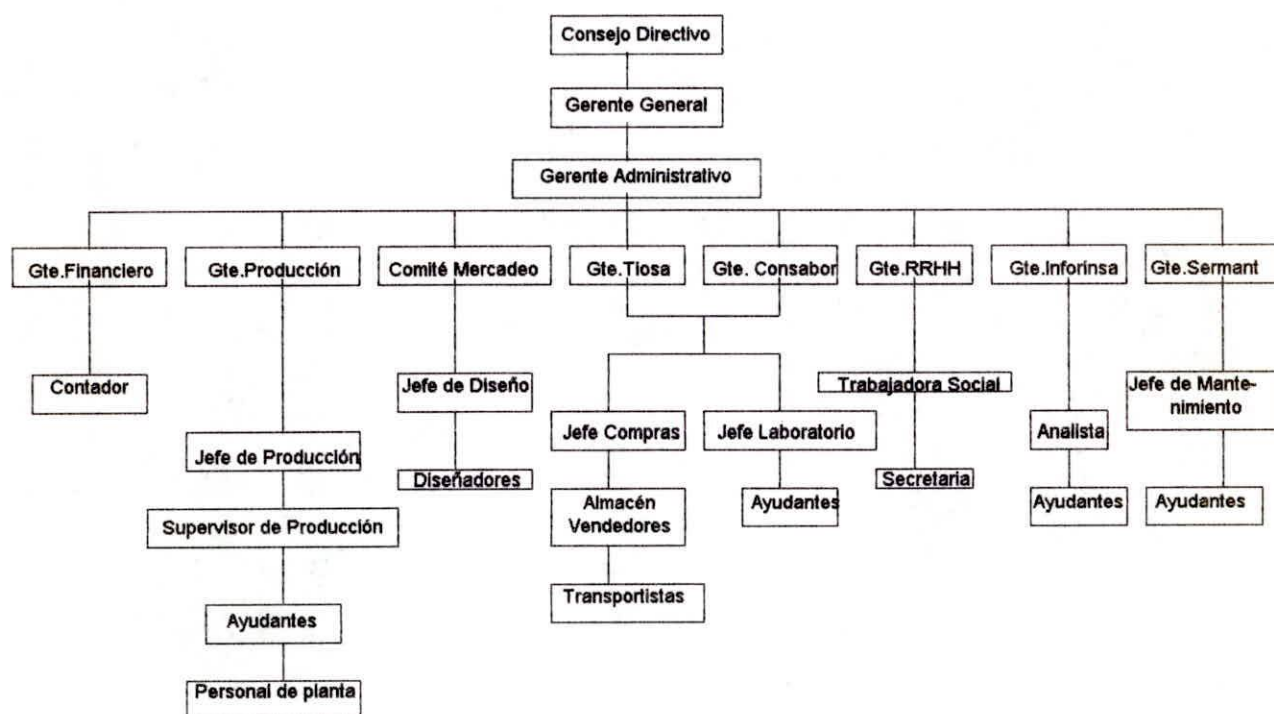 Consejo Directivo
Gerente General
Gerente Administrativo
Gte.Financiero
Gte.Producción
Comité Mercadeo
Gte.Tiosa
Gte. Consabor
Gte.RRHH
Gte.Inforinsa
Gte.Sermant
Contador
Jefe de Diseño
Trabajadora Social
Jefe de Mante-
nimiento
Jefe de Producción
Jefe Compras
Jefe Laboratorio
Analista
Diseñadores
Secretaria
Supervisor de Producción
Almacén
Vendedores
Ayudantes
Ayudantes
Ayudantes
Transportistas
Ayudantes
Personal de planta